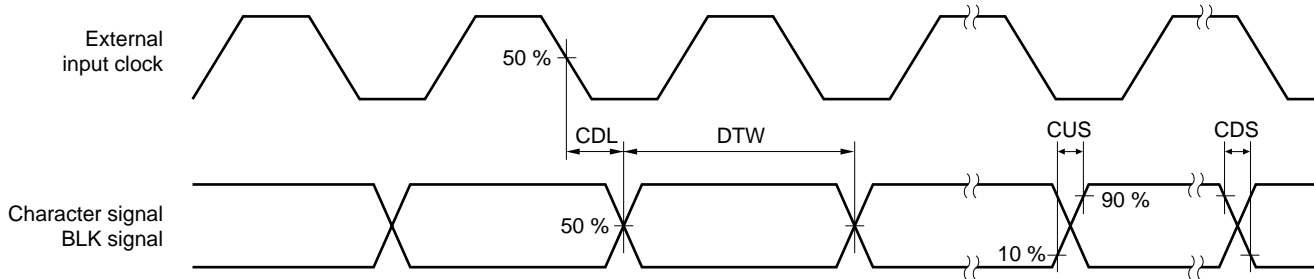 External
input clock
50 %
CDL
DTW
CUS
CDS
Character signal
BLK signal
50 %
90 %
10 %